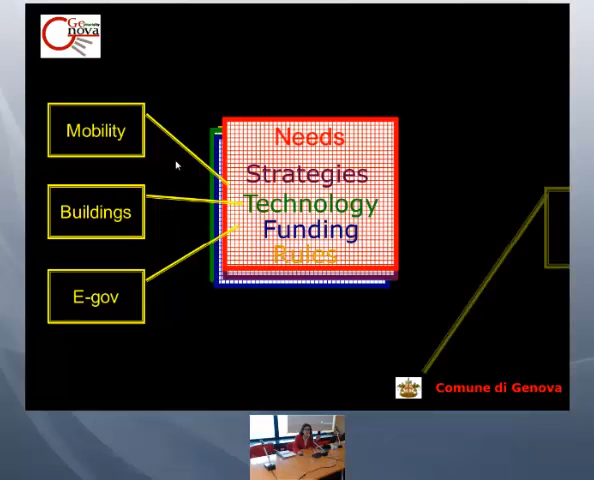 Genova
Mobility
Buildings
E-gov
Needs
Strategies
Technology
Funding
Rules
Comune di Genova